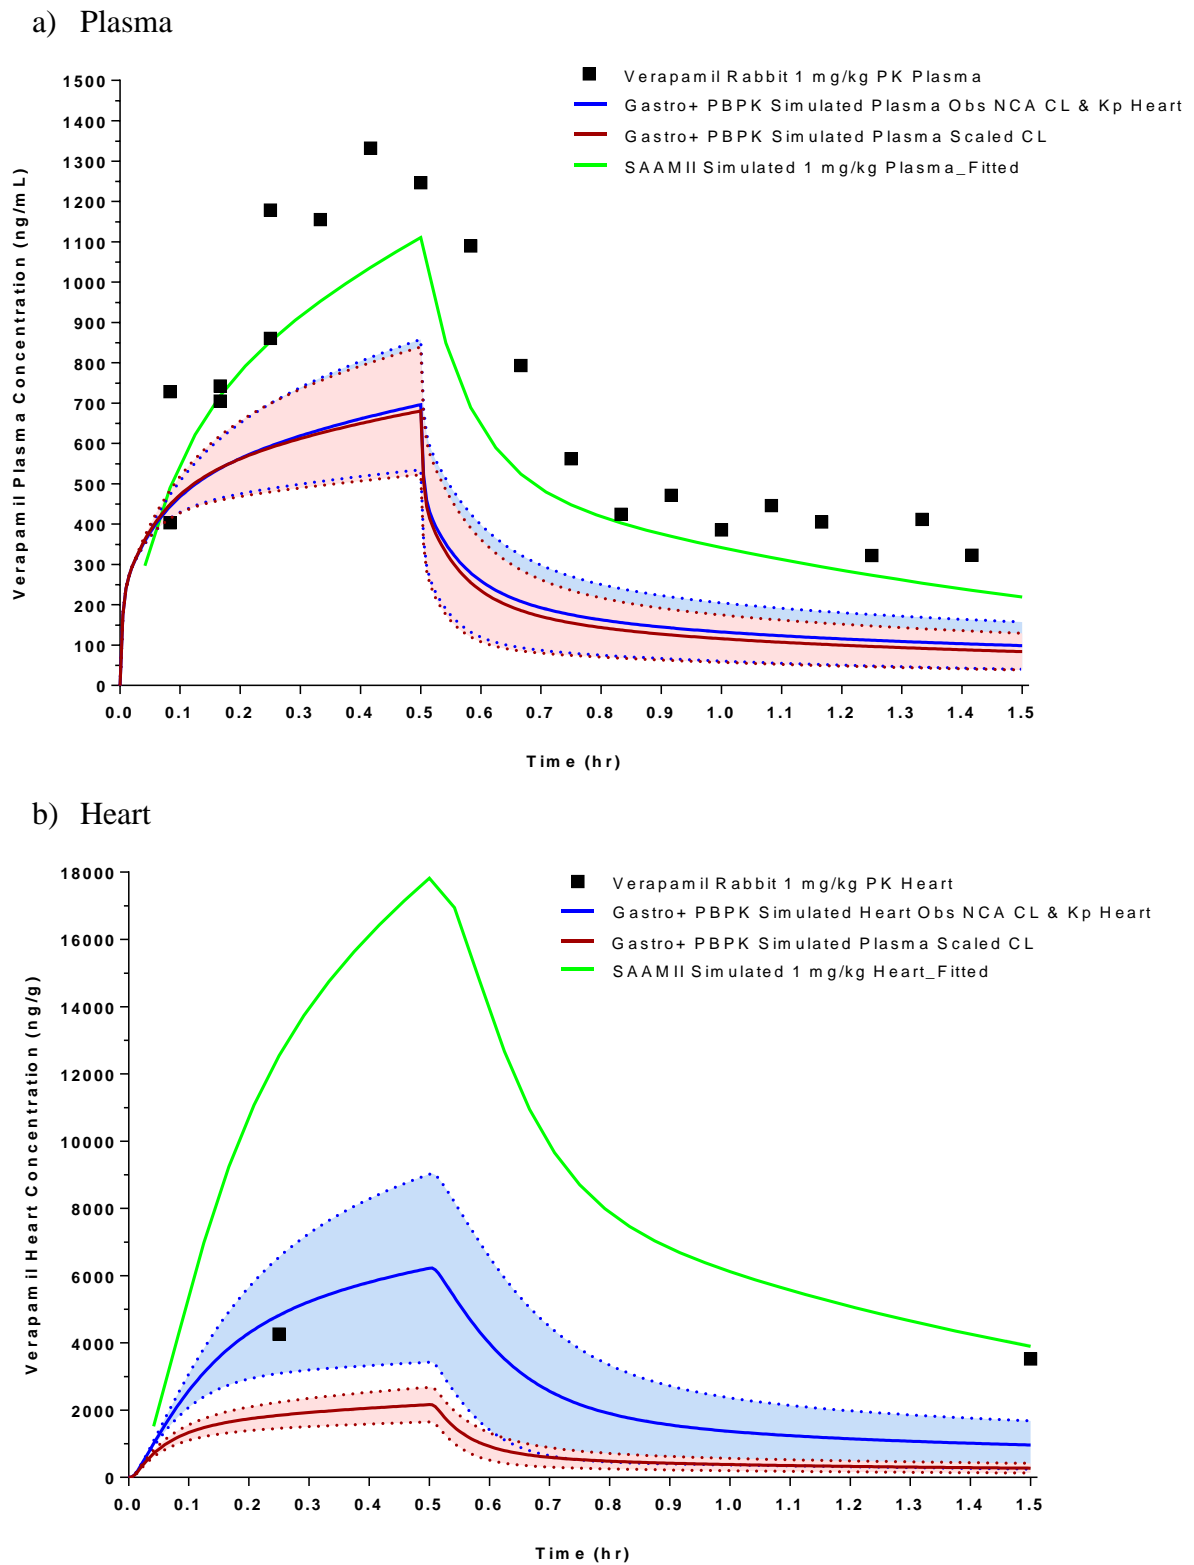 a) Plasma
Verapamil Rabbit 1 mg/kg PK Plasma
Gastro+ PBPK Simulated Plasma Obs NCA CL & Kp Heart
Gastro+ PBPK Simulated Plasma Scaled CL
SAAMII Simulated 1 mg/kg Plasma_Fitted
Verapamil Plasma Concentration (ng/mL)
1500
1400
1300
1200
1100
1000
900
800
700
600
500
400
300
200
100
0
0.0 0.1 0.2 0.3 0.4 0.5 0.6 0.7 0.8 0.9 1.0 1.1 1.2 1.3 1.4 1.5
Time (hr)
b) Heart
Verapamil Rabbit 1 mg/kg PK Heart
Gastro+ PBPK Simulated Heart Obs NCA CL & Kp Heart
Gastro+ PBPK Simulated Plasma Scaled CL
SAAMII Simulated 1 mg/kg Heart_Fitted
Verapamil Heart Concentration (ng/g)
18000
16000
14000
12000
10000
8000
6000
4000
2000
0
0.0 0.1 0.2 0.3 0.4 0.5 0.6 0.7 0.8 0.9 1.0 1.1 1.2 1.3 1.4 1.5
Time (hr)